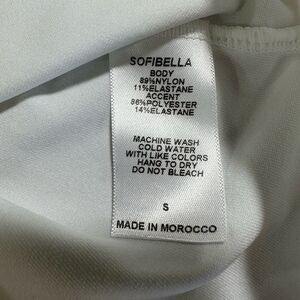 SOFIBELLA
BODY
89%NYLON
11%ELASTANE
ACCENT
86%POLYESTER
14%ELASTANE
MACHINE WASH
COLD WATER
WITH LIKE COLORS
HANG TO DRY
DO NOT BLEACH
S
MADE IN MOROCCO